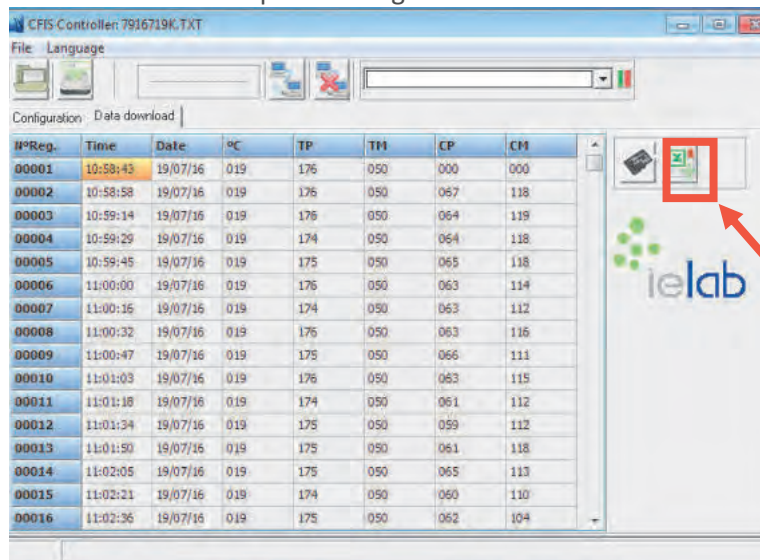 CFIS Controller: 7916719K.TXT
File Language
Configuration Data download
NºReg. Time Date ºC TP TM CP CM
00001 10:58:43 19/07/16 019 176 050 000 000
00002 10:58:58 19/07/16 019 176 050 067 118
00003 10:59:14 19/07/16 019 176 050 064 119
00004 10:59:29 19/07/16 019 174 050 064 118
00005 10:59:45 19/07/16 019 175 050 065 118
00006 11:00:00 19/07/16 019 176 050 063 114
00007 11:00:16 19/07/16 019 174 050 063 112
00008 11:00:32 19/07/16 019 176 050 063 116
00009 11:00:47 19/07/16 019 175 050 066 111
00010 11:01:03 19/07/16 019 176 050 063 115
00011 11:01:18 19/07/16 019 174 050 061 112
00012 11:01:34 19/07/16 019 175 050 059 112
00013 11:01:50 19/07/16 019 175 050 061 118
00014 11:02:05 19/07/16 019 175 050 065 113
00015 11:02:21 19/07/16 019 174 050 060 110
00016 11:02:36 19/07/16 019 175 050 062 104
ielab